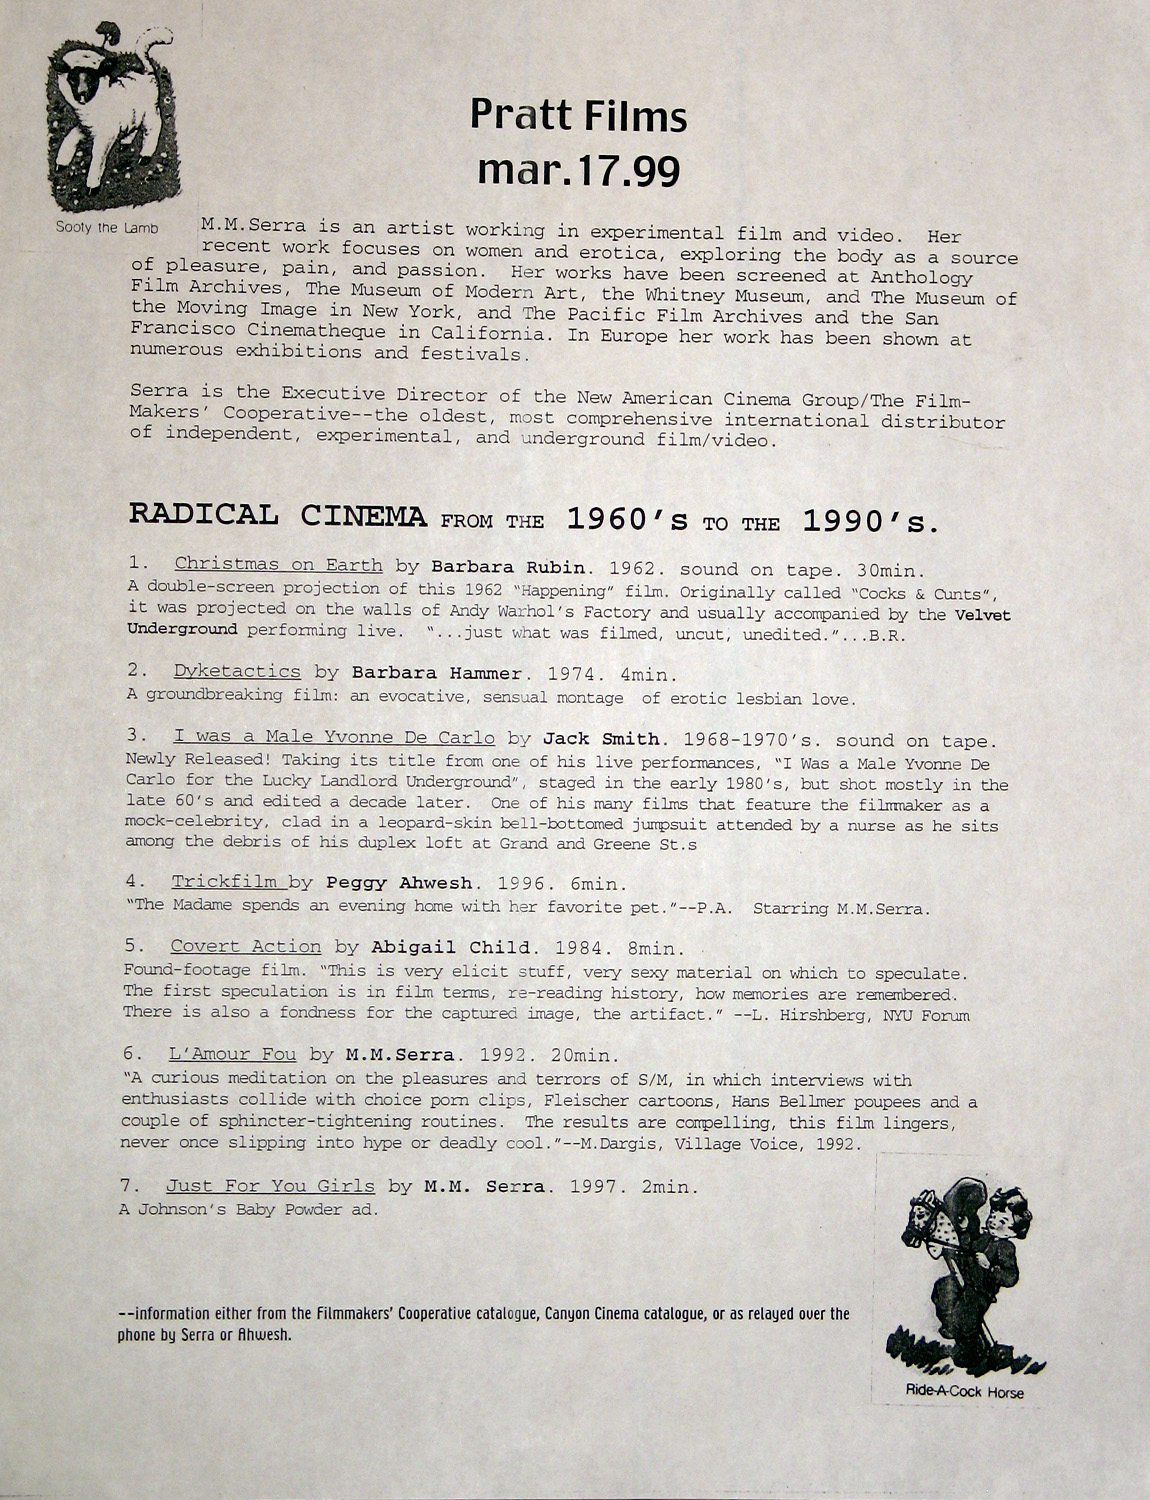 Pratt Films
mar.17.99
Sooty the Lamb
M.M.Serra is an artist working in experimental film and video.  Her
recent work focuses on women and erotica, exploring the body as a source
of pleasure, pain, and passion.  Her works have been screened at Anthology
Film Archives, The Museum of Modern Art, the Whitney Museum, and The Museum of
the Moving Image in New York, and The Pacific Film Archives and the San
Francisco Cinematheque in California. In Europe her work has been shown at
numerous exhibitions and festivals.
Serra is the Executive Director of the New American Cinema Group/The Film-
Makers' Cooperative--the oldest, most comprehensive international distributor
of independent, experimental, and underground film/video.
RADICAL CINEMA FROM THE 1960's TO THE 1990's.
1.  Christmas on Earth by Barbara Rubin. 1962. sound on tape. 30min.
A double-screen projection of this 1962 "Happening" film. Originally called "Cocks & Cunts",
it was projected on the walls of Andy Warhol's Factory and usually accompanied by the Velvet
Underground performing live.  "...just what was filmed, uncut, unedited."...B.R.
2.  Dyketactics by Barbara Hammer. 1974. 4min.
A groundbreaking film: an evocative, sensual montage  of erotic lesbian love.
3.  I was a Male Yvonne De Carlo by Jack Smith. 1968-1970's. sound on tape.
Newly Released! Taking its title from one of his live performances, "I Was a Male Yvonne De
Carlo for the Lucky Landlord Underground", staged in the early 1980's, but shot mostly in the
late 60's and edited a decade later.  One of his many films that feature the filmmaker as a
mock-celebrity, clad in a leopard-skin bell-bottomed jumpsuit attended by a nurse as he sits
among the debris of his duplex loft at Grand and Greene St.s
4.  Trickfilm by Peggy Ahwesh. 1996. 6min.
"The Madame spends an evening home with her favorite pet."--P.A.  Starring M.M.Serra.
5.  Covert Action by Abigail Child. 1984. 8min.
Found-footage film. "This is very elicit stuff, very sexy material on which to speculate.
The first speculation is in film terms, re-reading history, how memories are remembered.
There is also a fondness for the captured image, the artifact." --L. Hirshberg, NYU Forum
6.  L'Amour Fou by M.M.Serra. 1992. 20min.
"A curious meditation on the pleasures and terrors of S/M, in which interviews with
enthusiasts collide with choice porn clips, Fleischer cartoons, Hans Bellmer poupees and a
couple of sphincter-tightening routines.  The results are compelling, this film lingers,
never once slipping into hype or deadly cool."--M.Dargis, Village Voice, 1992.
7.  Just For You Girls by M.M. Serra. 1997. 2min.
A Johnson's Baby Powder ad.
--information either from the Filmmakers' Cooperative catalogue, Canyon Cinema catalogue, or as relayed over the
phone by Serra or Ahwesh.
Ride-A-Cock Horse